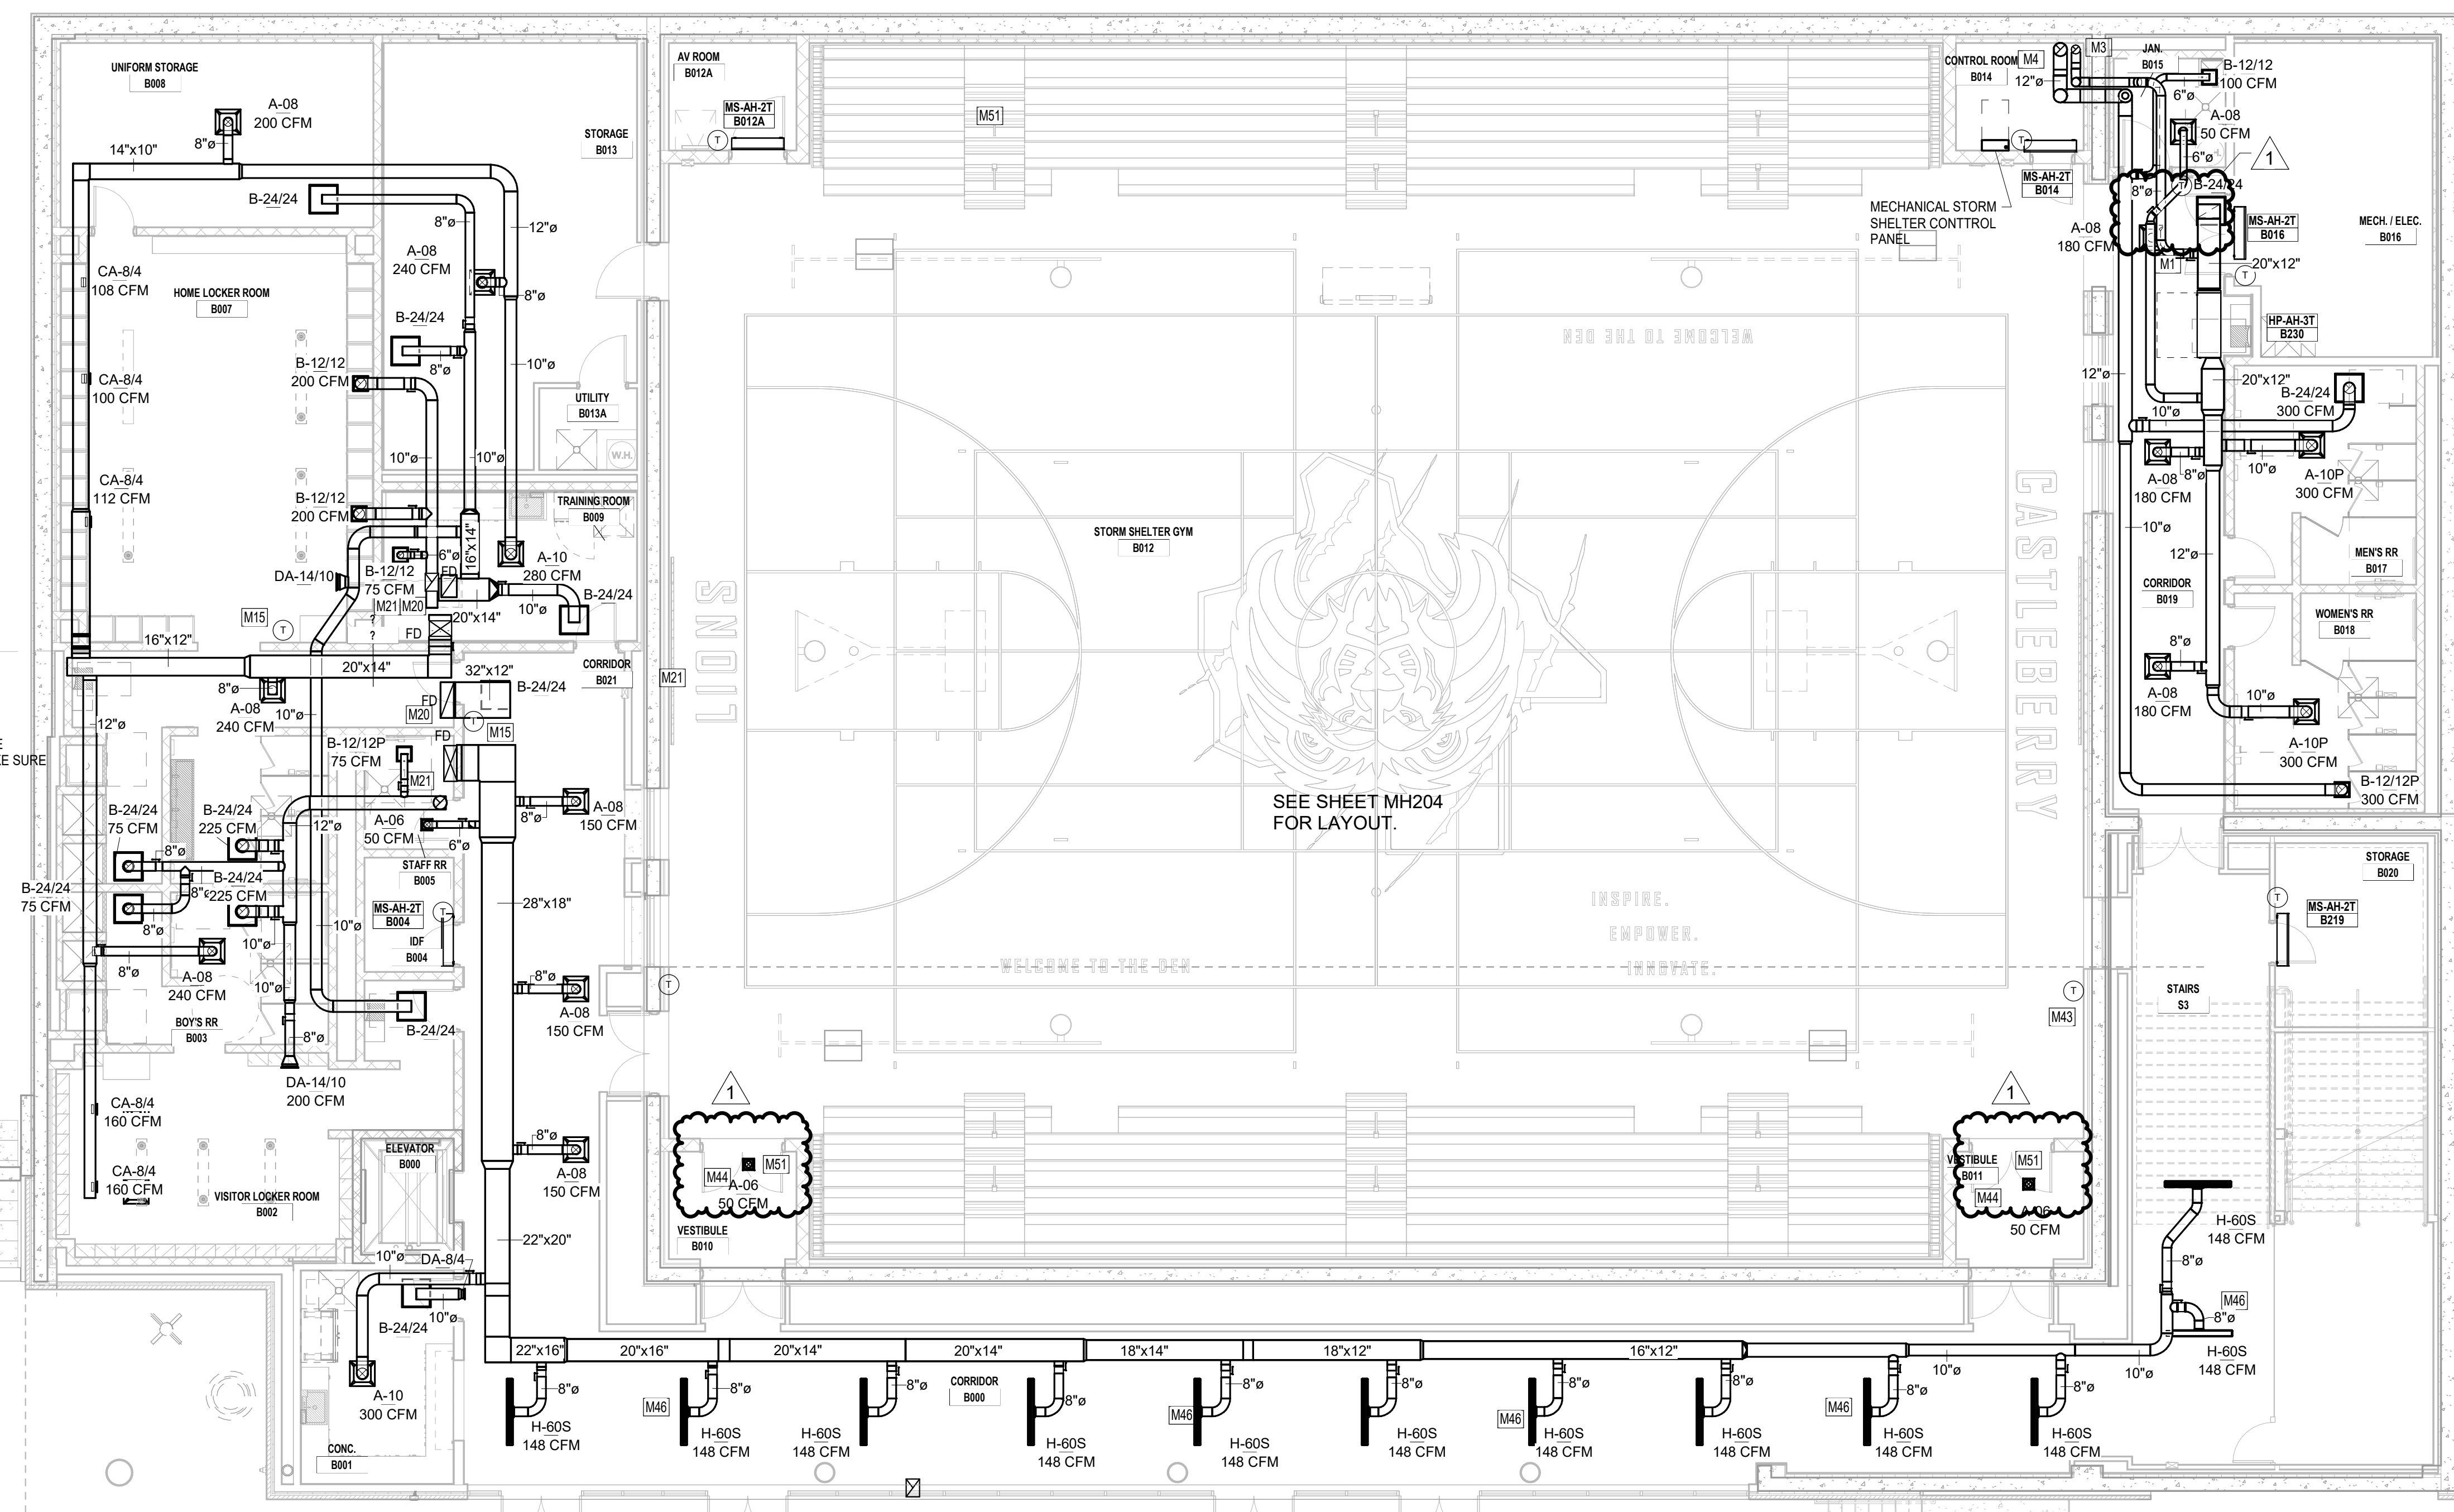 UNIFORM STORAGE
B008
A-08
200 CFM
8"ø
14"x10"
B-24/24
8"ø
12"ø
STORAGE
B013
A-08
240 CFM
8"ø
CA-8/4
108 CFM
HOME LOCKER ROOM
B007
B-24/24
8"ø
10"ø
B-12/12
200 CFM
CA-8/4
100 CFM
UTILITY
B013A
W.H.
10"ø
10"ø
CA-8/4
112 CFM
B-12/12
200 CFM
TRAINING ROOM
B009
16"x14"
6"ø
A-10
280 CFM
DA-14/10
B-12/12
75 CFM
FD
M21
M20
?
?
20"x14"
10"ø
B-24/24
M15
T
FD
16"x12"
20"x14"
32"x12"
B-24/24
CORRIDOR
B021
FD
M20
T
M15
FD
8"ø
A-08
240 CFM
10"ø
12"ø
E
KE SURE
B-12/12P
75 CFM
M21
B-24/24
75 CFM
B-24/24
225 CFM
12"ø
A-06
50 CFM
6"ø
8"ø
A-08
150 CFM
8"ø
B-24/24
75 CFM
8"ø
B-24/24
225 CFM
8"ø
STAFF RR
B005
MS-AH-2T
B004
T
28"x18"
10"ø
10"ø
IDF
B004
8"ø
A-08
240 CFM
10"ø
BOY'S RR
B003
B-24/24
8"ø
A-08
150 CFM
8"ø
DA-14/10
200 CFM
CA-8/4
160 CFM
CA-8/4
160 CFM
VISITOR LOCKER ROOM
B002
ELEVATOR
B000
8"ø
A-08
150 CFM
22"x20"
10"ø
DA-8/4
10"ø
B-24/24
A-10
300 CFM
CONC.
B001
AV ROOM
B012A
MS-AH-2T
B012A
T
M51
CONTROL ROOM
B014
M4
12"ø
M3
T
MS-AH-2T
B014
MECHANICAL STORM
SHELTER CONTTROL
PANEL
WELCOME TO THE DEN
STORM SHELTER GYM
B012
M21
LIONS
CASTLEBERRY
SEE SHEET MH204
FOR LAYOUT.
INSPIRE.
EMPOWER.
INNOVATE.
WELCOME TO THE DEN
T
T
M43
1
M44
M51
A-06
50 CFM
VESTIBULE
B010
1
VESTIBULE
B011
M51
M44
A-06
50 CFM
JAN.
B015
B-12/12
100 CFM
6"ø
A-08
50 CFM
6"ø
1
8"ø
T
B-24/24
A-08
180 CFM
M1
MS-AH-2T
B016
MECH. / ELEC.
B016
20"x12"
T
HP-AH-3T
B230
12"ø
20"x12"
B-24/24
300 CFM
10"ø
8"ø
10"ø
A-08
180 CFM
A-10P
300 CFM
10"ø
12"ø
MEN'S RR
B017
CORRIDOR
B019
WOMEN'S RR
B018
8"ø
A-08
180 CFM
10"ø
A-10P
300 CFM
B-12/12P
300 CFM
STORAGE
B020
T
MS-AH-2T
B219
STAIRS
S3
H-60S
148 CFM
8"ø
M46
8"ø
H-60S
148 CFM
22"x16"
20"x16"
20"x14"
20"x14"
18"x14"
18"x12"
16"x12"
10"ø
10"ø
8"ø
8"ø
8"ø
8"ø
8"ø
8"ø
8"ø
8"ø
8"ø
8"ø
CORRIDOR
B000
M46
M46
M46
M46
H-60S
148 CFM
H-60S
148 CFM
H-60S
148 CFM
H-60S
148 CFM
H-60S
148 CFM
H-60S
148 CFM
H-60S
148 CFM
H-60S
148 CFM
H-60S
148 CFM
H-60S
148 CFM